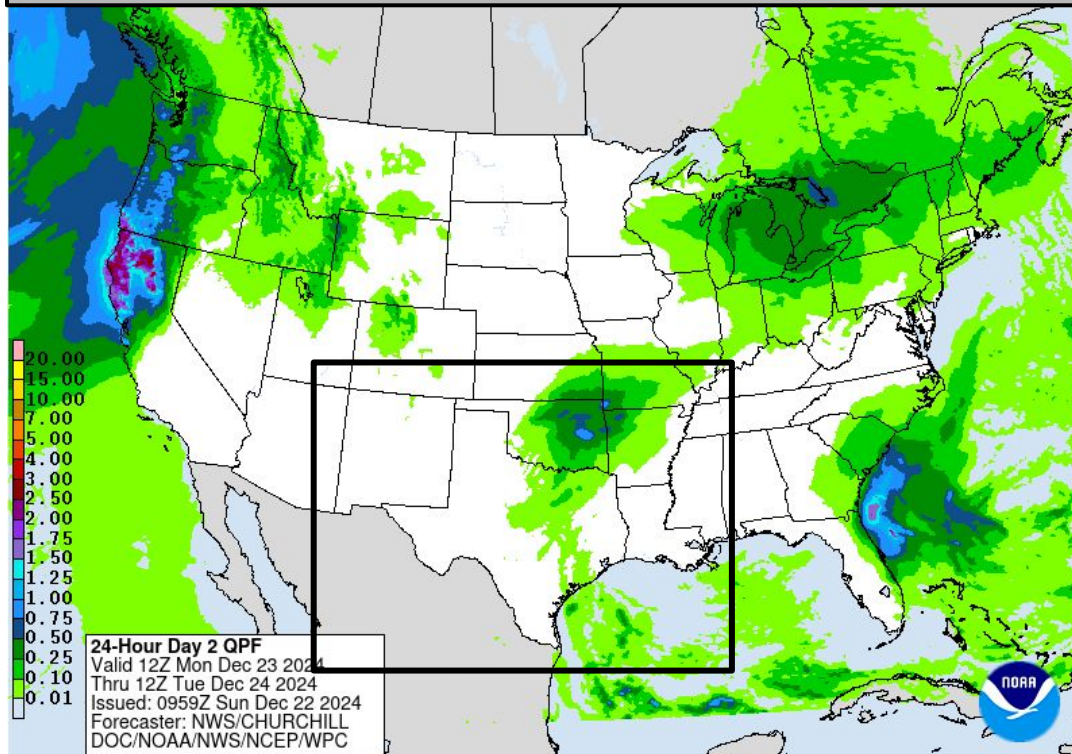 20.00
15.00
10.00
7.00
5.00
4.00
3.00
2.50
2.00
1.75
1.50
1.25
1.00
0.75
0.50
0.25
0.10
0.01
24-Hour Day 2 QPF
Valid 12Z Mon Dec 23 2024
Thru 12Z Tue Dec 24 2024
Issued: 0959Z Sun Dec 22 2024
Forecaster: NWS/CHURCHILL
DOC/NOAA/NWS/NCEP/WPC
NOAA